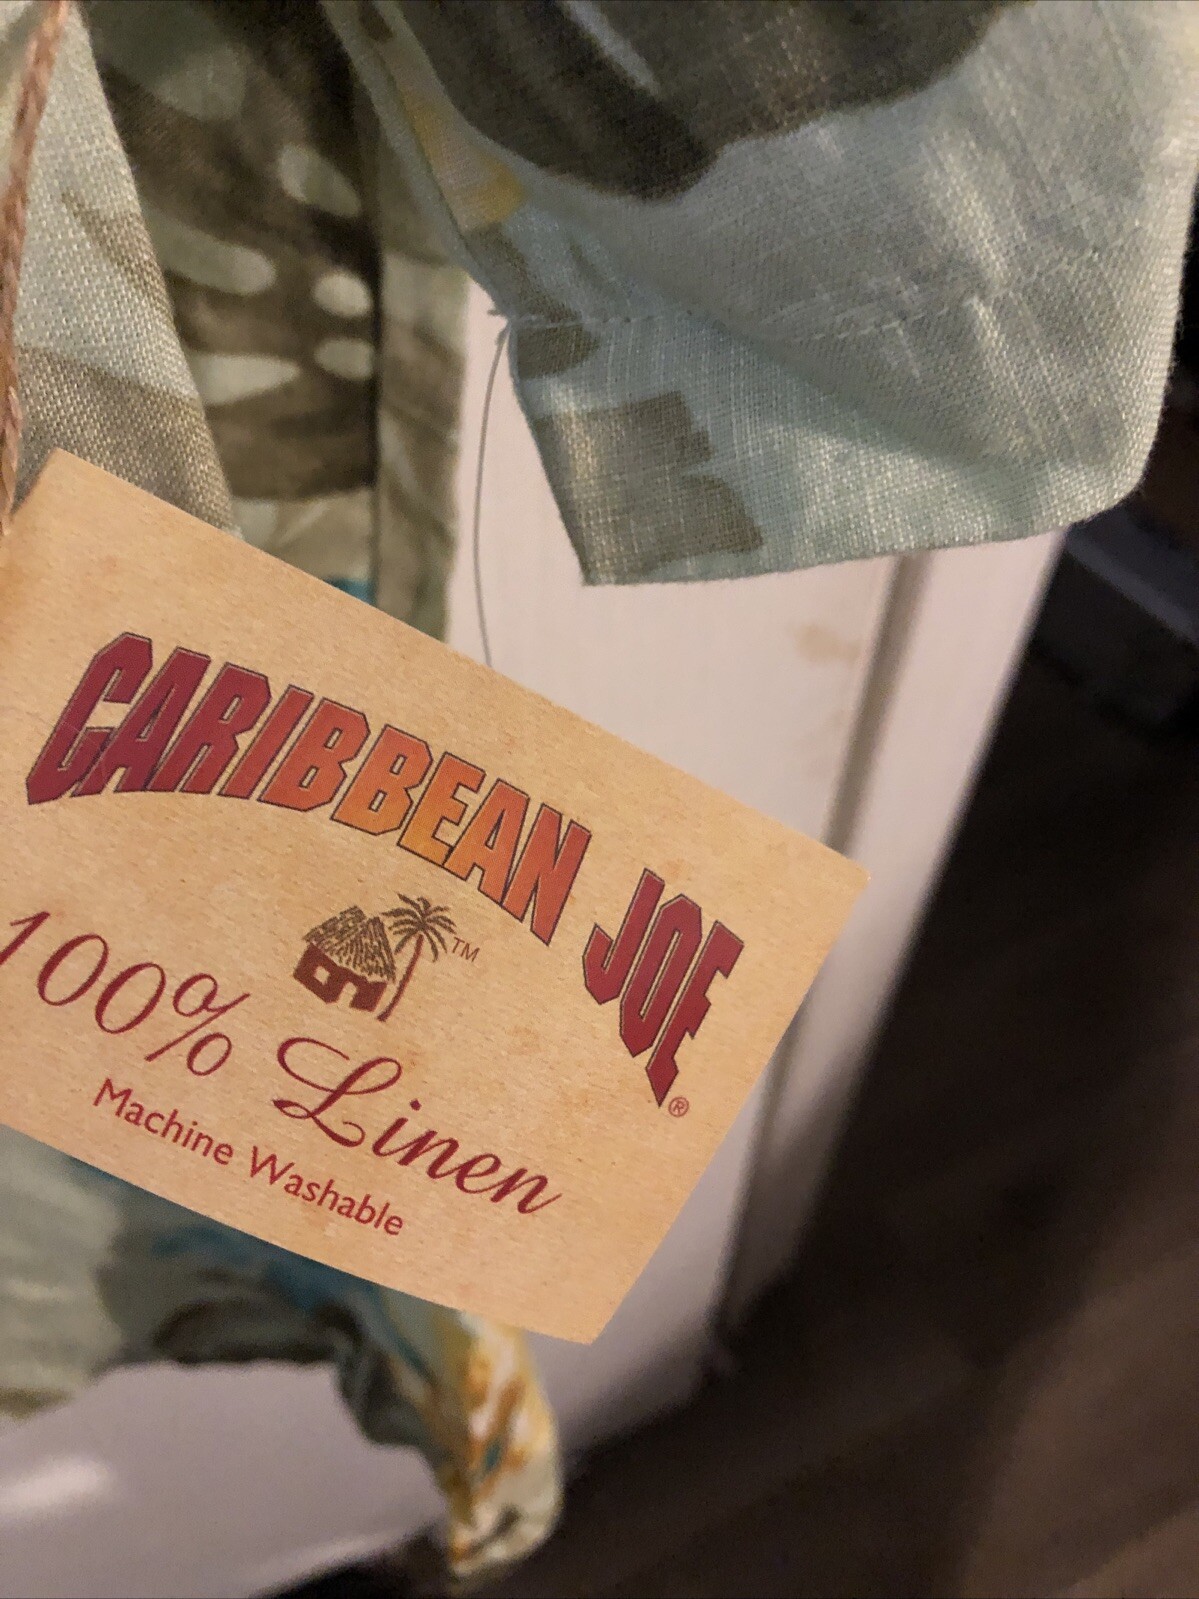 CARIBBEAN JOE®
™
100% Linen
Machine Washable